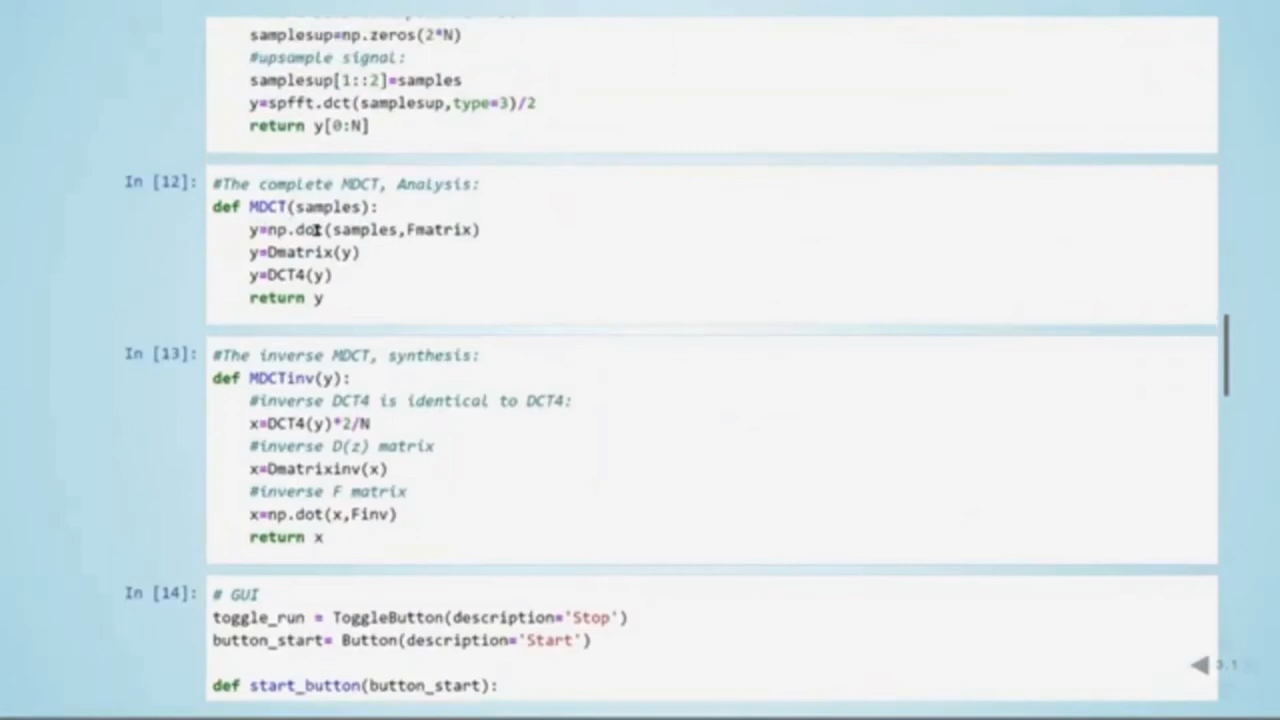 samplesup=np.zeros(2*N)
#upsample signal:
samplesup[1::2]=samples
y=spfft.dct(samplesup,type=3)/2
return y[0:N]
In [12]:
#The complete MDCT, Analysis:
def MDCT(samples):
y=np.dot(samples,Fmatrix)
y=Dmatrix(y)
y=DCT4(y)
return y
In [13]:
#The inverse MDCT, synthesis:
def MDCTinv(y):
#inverse DCT4 is identical to DCT4:
x=DCT4(y)*2/N
#inverse D(z) matrix
x=Dmatrixinv(x)
#inverse F matrix
x=np.dot(x,Finv)
return x
In [14]:
# GUI
toggle_run = ToggleButton(description='Stop')
button_start= Button(description='Start')
def start_button(button_start):
3.1